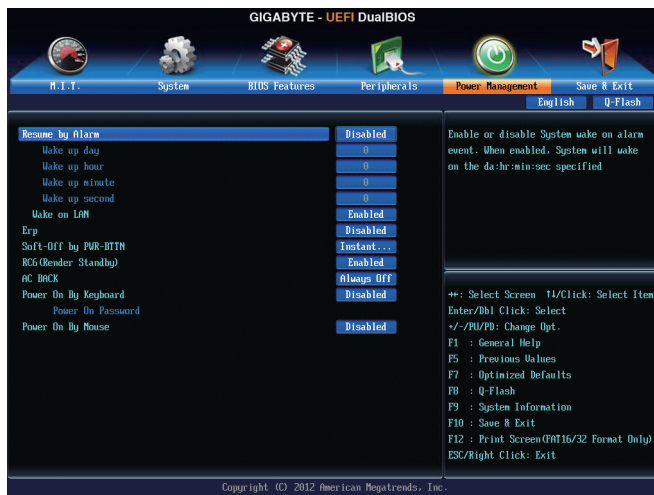 GIGABYTE - UEFI DualBIOS
M.I.T. System BIOS Features Peripherals Power Management Save & Exit
English Q-Flash
Resume by Alarm Disabled
Wake up day 0
Wake up hour 0
Wake up minute 0
Wake up second 0
Wake on LAN Enabled
Erp Disabled
Soft-Off by PWR-BTTN Instant...
RC6(Render Standby) Enabled
AC BACK Always Off
Power On By Keyboard Disabled
Power On Password
Power On By Mouse Disabled
Enable or disable System wake on alarm
event. When enabled, System will wake
on the da:hr:min:sec specified
→←: Select Screen ↑↓/Click: Select Item
Enter/Dbl Click: Select
+/-/PU/PD: Change Opt.
F1 : General Help
F5 : Previous Values
F7 : Optimized Defaults
F8 : Q-Flash
F9 : System Information
F10 : Save & Exit
F12 : Print Screen(FAT16/32 Format Only)
ESC/Right Click: Exit
Copyright (C) 2012 American Megatrends, Inc.